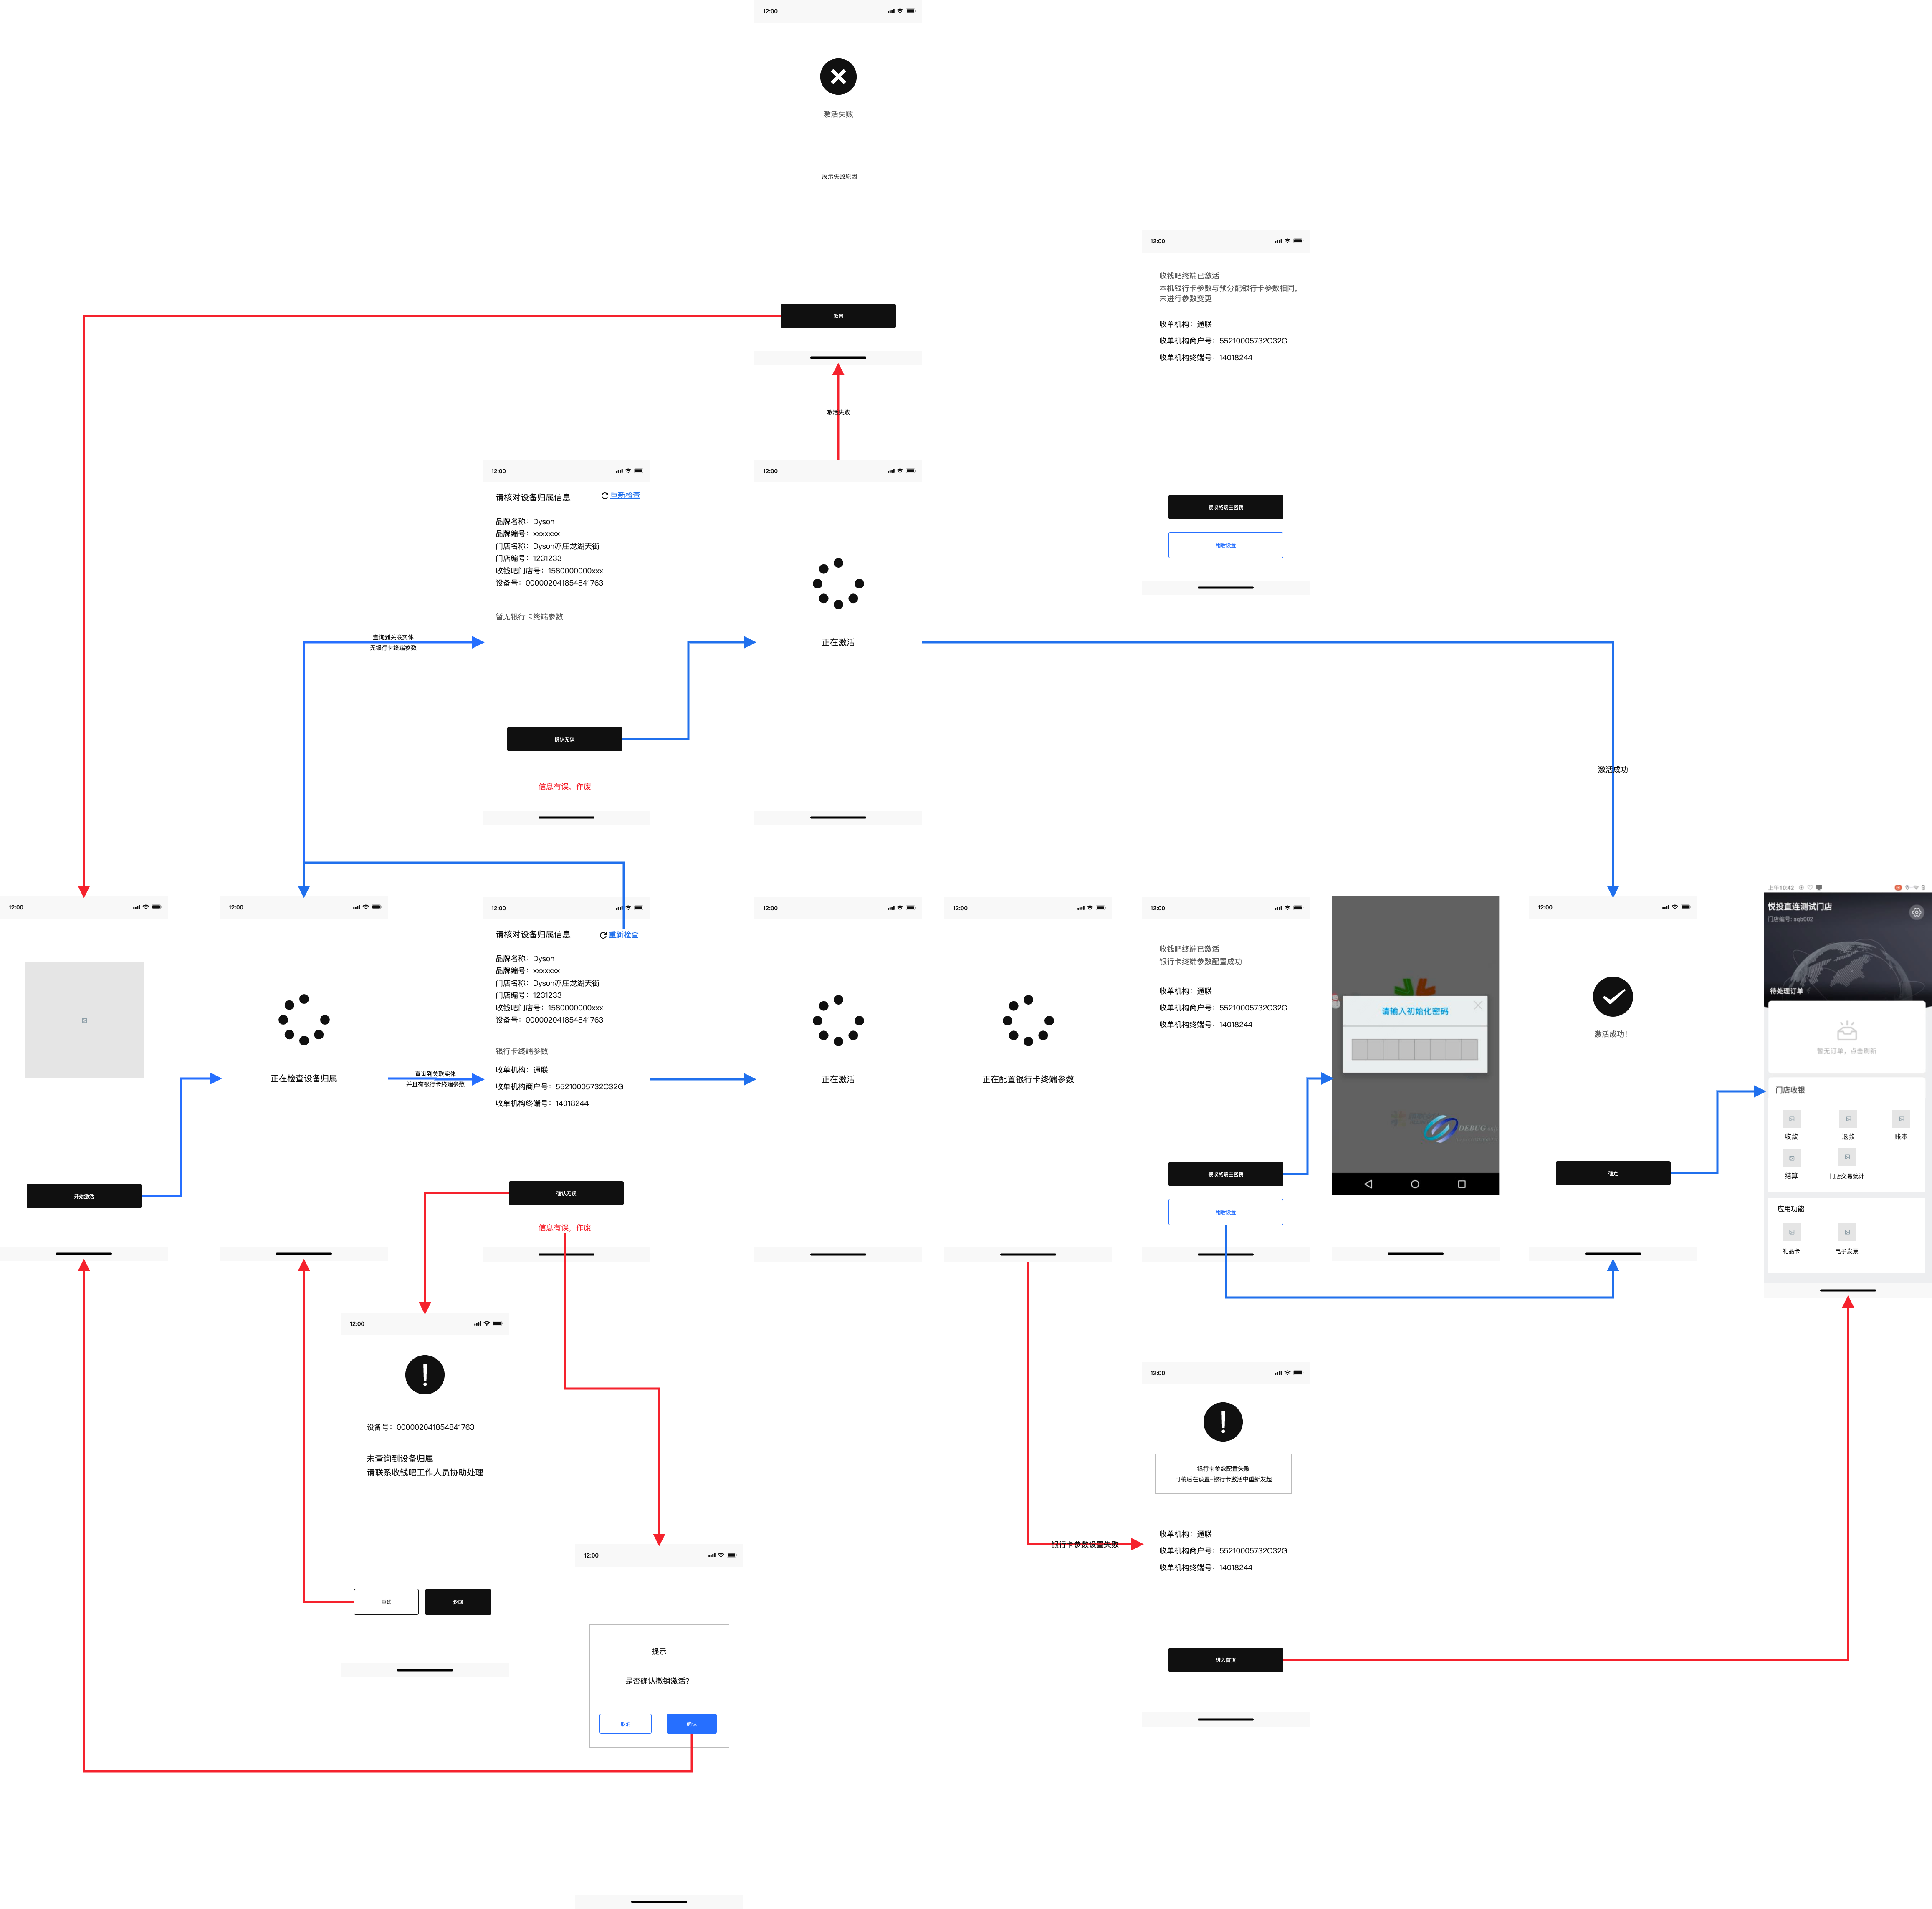 12:00
激活失败
展示失败原因
返回
激活失败
12:00
收钱吧终端已激活
本机银行卡参数与预分配银行卡参数相同,
未进行参数变更
收单机构：通联
收单机构商户号：55210005732C32G
收单机构终端号：14018244
接收终端主密钥
稍后设置
12:00
请核对设备归属信息
重新检查
品牌名称：Dyson
品牌编号：xxxxxxx
门店名称：Dyson亦庄龙湖天街
门店编号：1231233
收钱吧门店号：1580000000xxx
设备号：000002041854841763
暂无银行卡终端参数
确认无误
信息有误，作废
查询到关联实体
无银行卡终端参数
12:00
正在激活
激活成功
12:00
开始激活
12:00
正在检查设备归属
查询到关联实体
并且有银行卡终端参数
12:00
请核对设备归属信息
重新检查
品牌名称：Dyson
品牌编号：xxxxxxx
门店名称：Dyson亦庄龙湖天街
门店编号：1231233
收钱吧门店号：1580000000xxx
设备号：000002041854841763
银行卡终端参数
收单机构：通联
收单机构商户号：55210005732C32G
收单机构终端号：14018244
确认无误
信息有误，作废
12:00
正在激活
12:00
正在配置银行卡终端参数
12:00
收钱吧终端已激活
银行卡终端参数配置成功
收单机构：通联
收单机构商户号：55210005732C32G
收单机构终端号：14018244
接收终端主密钥
稍后设置
请输入初始化密码
DEBUG
12:00
激活成功!
确定
上午10:42
悦投直连测试门店
门店编号: sqb002
待处理订单
暂无订单，点击刷新
门店收银
收款
退款
账本
结算
门店交易统计
应用功能
礼品卡
电子发票
12:00
设备号：000002041854841763
未查询到设备归属
请联系收钱吧工作人员协助处理
重试
返回
12:00
提示
是否确认撤销激活?
取消
确认
银行卡参数设置失败
12:00
银行卡参数配置失败
可稍后在设置-银行卡激活中重新发起
收单机构：通联
收单机构商户号：55210005732C32G
收单机构终端号：14018244
进入首页